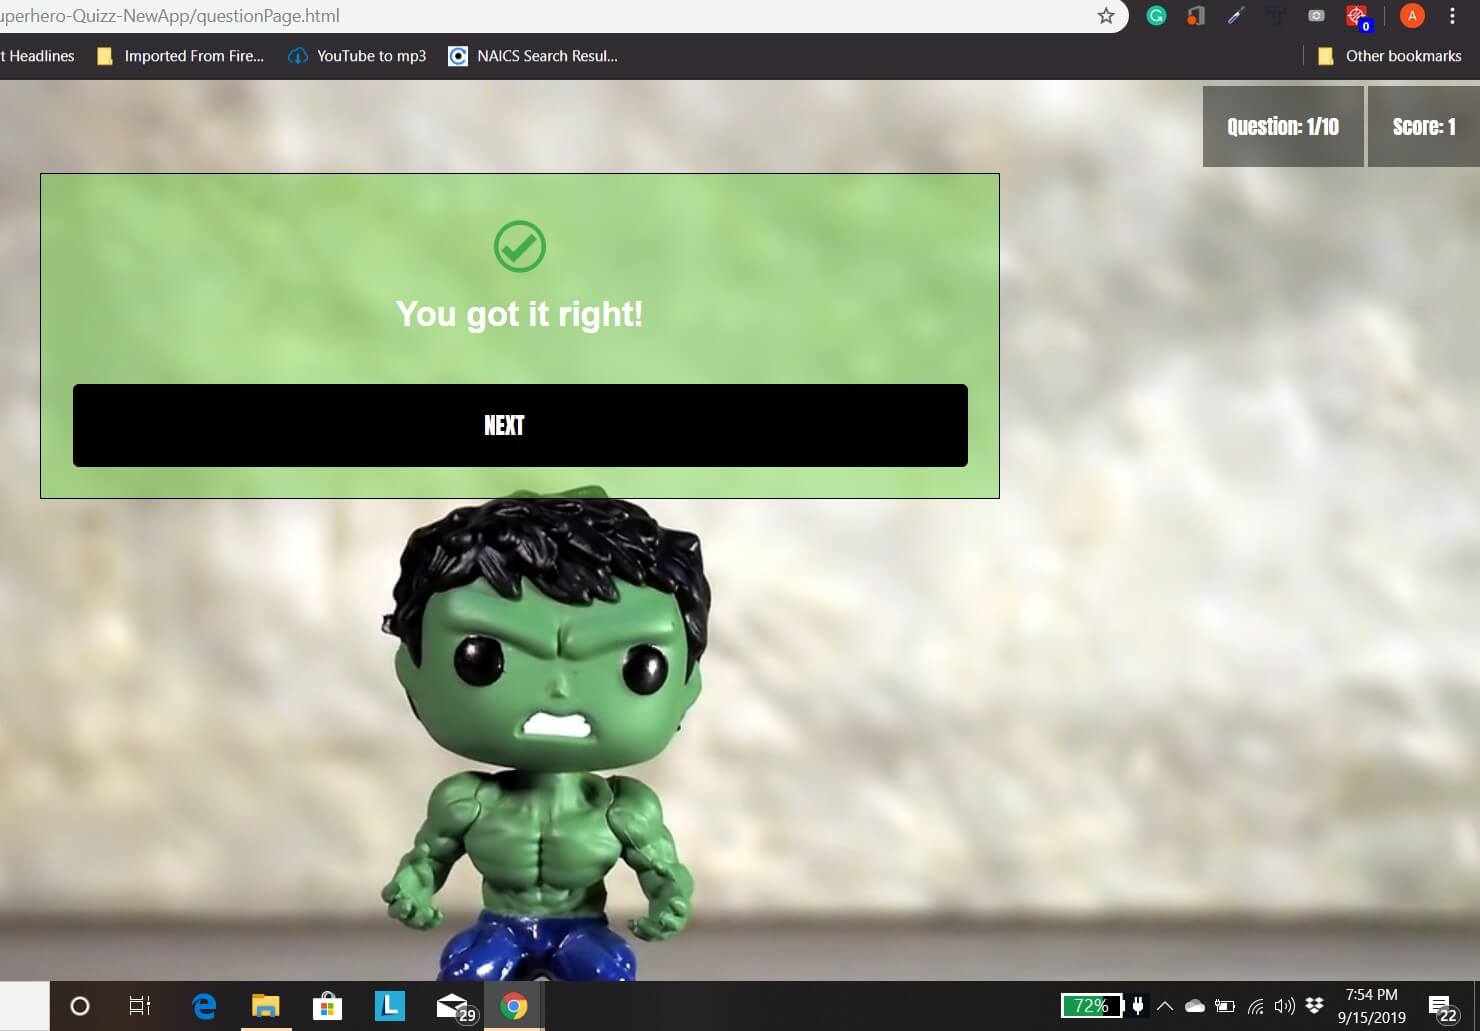 uperhero-Quizz-NewApp/questionPage.html
A
0
t Headlines
Imported From Fire...
YouTube to mp3
NAICS Search Resul...
Other bookmarks
Question: 1/10
Score: 1
You got it right!
NEXT
L
29
72%
7:54 PM
9/15/2019
22